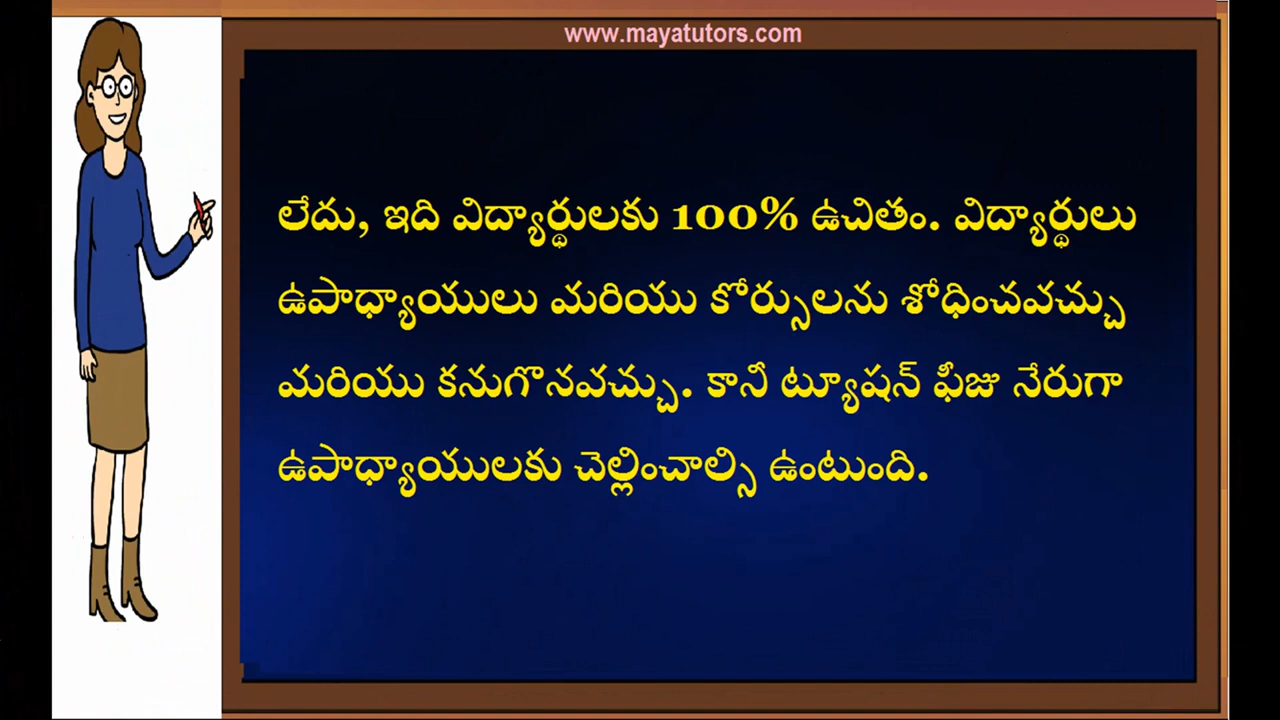 www.mayatutors.com
లేదు, ఇది విద్యార్థులకు 100% ఉచితం. విద్యార్థులు
ఉపాధ్యాయులు మరియు కోర్సులను శోధించవచ్చు
మరియు కనుగొనవచ్చు. కానీ ట్యూషన్ ఫీజు నేరుగా
ఉపాధ్యాయులకు చెల్లించాల్సి ఉంటుంది.